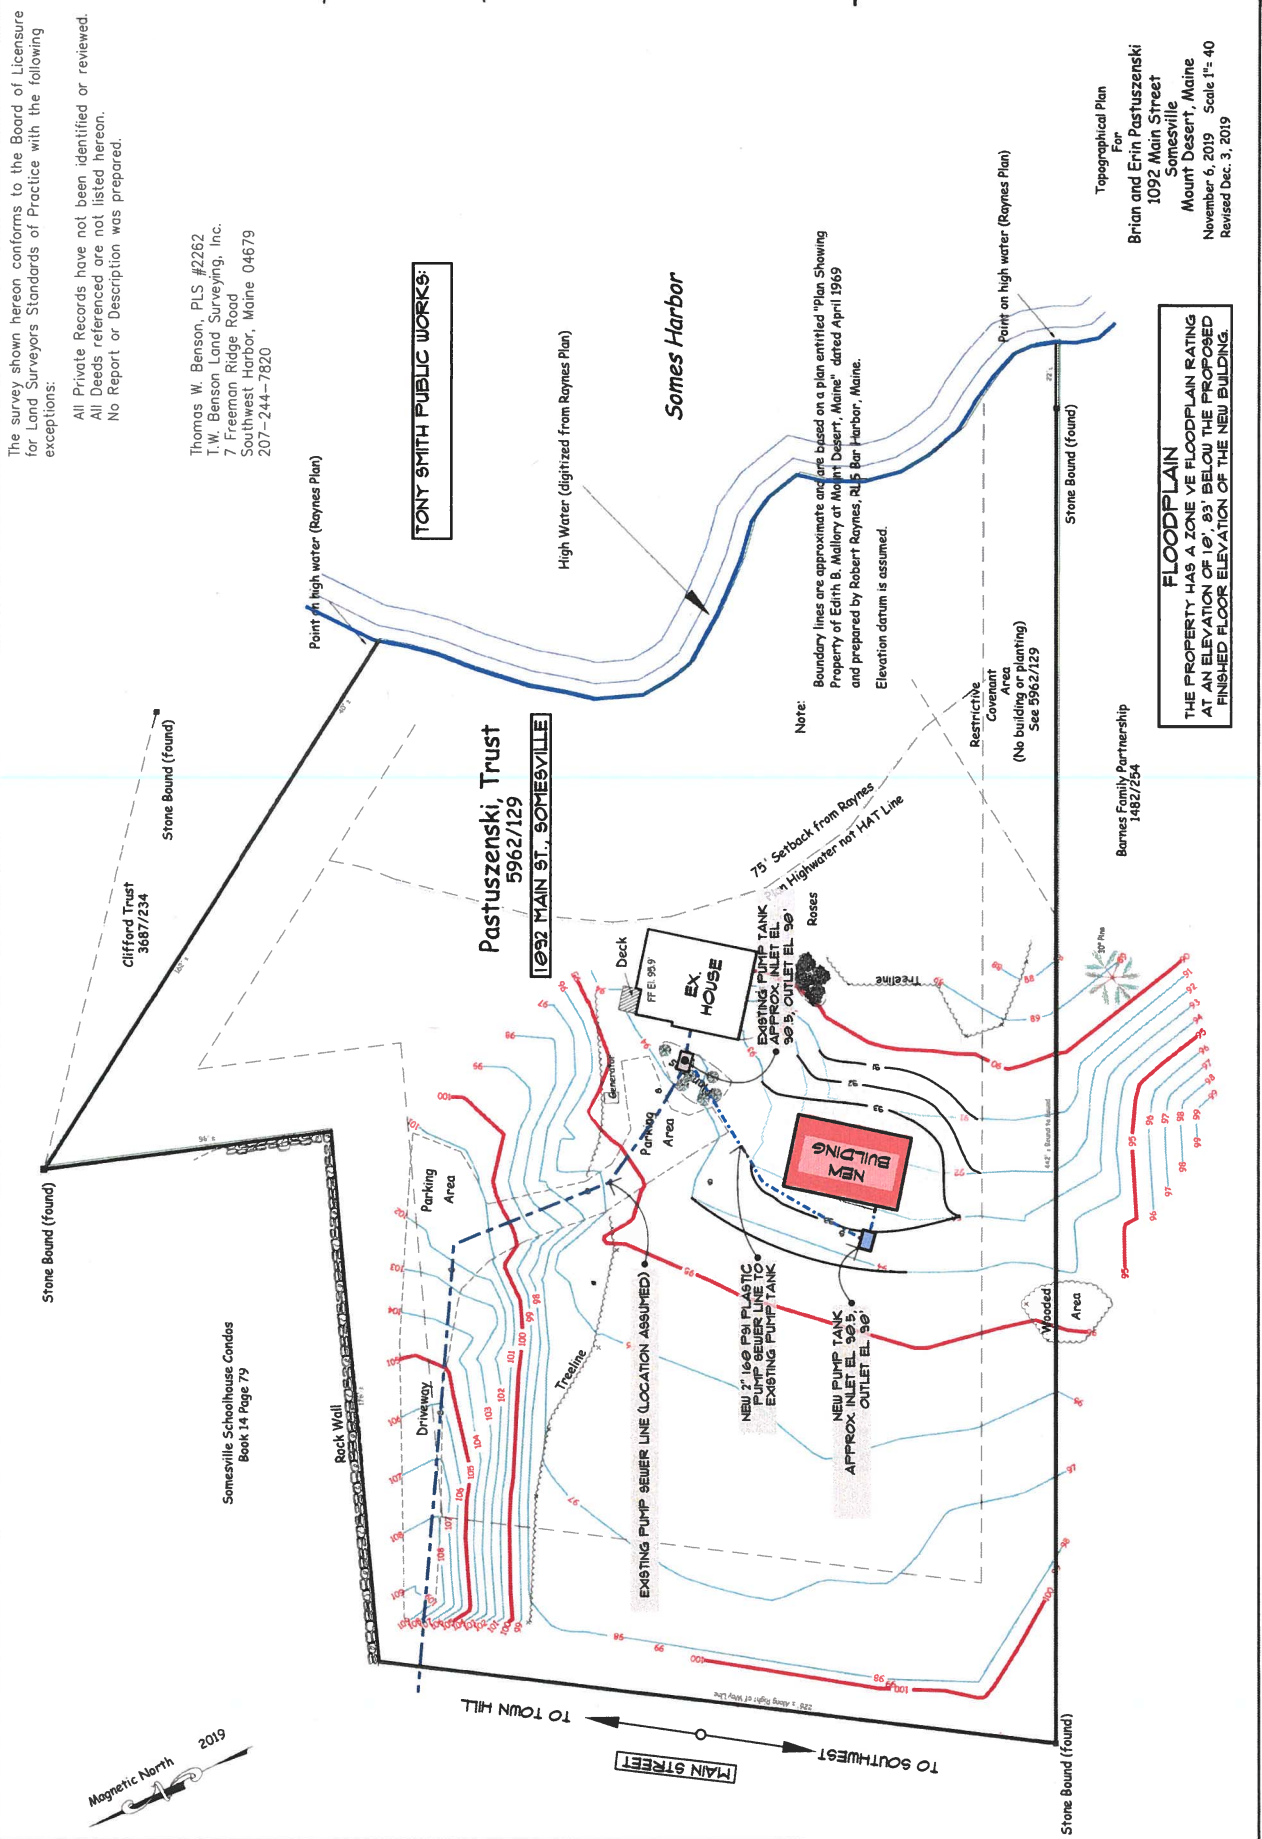 The survey shown hereon conforms to the Board of Licensure
for Land Surveyors Standards of Practice with the following
exceptions:
All Private Records have not been identified or reviewed.
All Deeds referenced are not listed hereon.
No Report or Description was prepared.
Thomas W. Benson, PLS #2262
T.W. Benson Land Surveying, Inc.
7 Freeman Ridge Road
Southwest Harbor, Maine 04679
207-244-7820
TONY SMITH PUBLIC WORKS:
Point on high water (Raynes Plan)
High Water (digitized from Raynes Plan)
Somes Harbor
Point on high water (Raynes Plan)
Topographical Plan
For
Brian and Erin Pastuszenski
1092 Main Street
Somesville
Mount Desert, Maine
November 6, 2019 Scale 1"= 40
Revised Dec. 3, 2019
Note:
Boundary lines are approximate and are based on a plan entitled "Plan Showing
Property of Edith B. Mallory at Mount Desert, Maine" dated April 1969
and prepared by Robert Raynes, RLS Bar Harbor, Maine.
Elevation datum is assumed.
FLOODPLAIN
THE PROPERTY HAS A ZONE VE FLOODPLAIN RATING
AT AN ELEVATION OF 10', 83' BELOW THE PROPOSED
FINISHED FLOOR ELEVATION OF THE NEW BUILDING.
Stone Bound (found)
Clifford Trust
3687/234
Stone Bound (found)
Pastuszenski, Trust
5962/129
1092 MAIN ST., SOMESVILLE
75' Setback from Raynes
Plan Highwater not HAT Line
Restrictive
Covenant
Area
(No building or planting)
See 5962/129
Barnes Family Partnership
1482/254
Deck
FF El. 95.9'
EX.
HOUSE
EXISTING PUMP TANK
APPROX. INLET EL.
90.5, OUTLET EL. 90'
Roses
Treeline
10" Pine
Generator
Parking
Area
Parking
Area
NEW
BUILDING
442' ± Bound to Bound
Stone Bound (found)
Somesville Schoolhouse Condos
Book 14 Page 79
Rock Wall
Driveway
Treeline
EXISTING PUMP SEWER LINE (LOCATION ASSUMED)
NEW 2" 160 PSI PLASTIC
PUMP SEWER LINE TO
EXISTING PUMP TANK
NEW PUMP TANK
APPROX. INLET EL 90.5,
OUTLET EL. 90'
Wooded
Area
228' ± Along Right of Way Line
TO TOWN HILL
MAIN STREET
TO SOUTHWEST
Stone Bound (found)
Magnetic North 2019